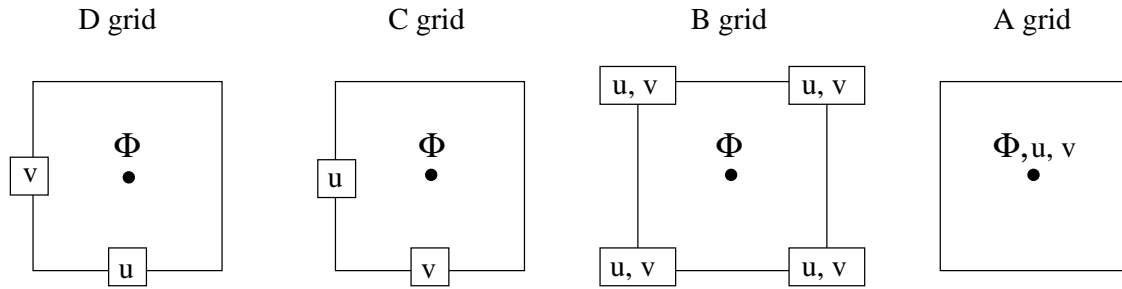 D grid C grid B grid A grid
u, v u, v
Φ Φ Φ Φ, u, v
v u
u v u, v u, v